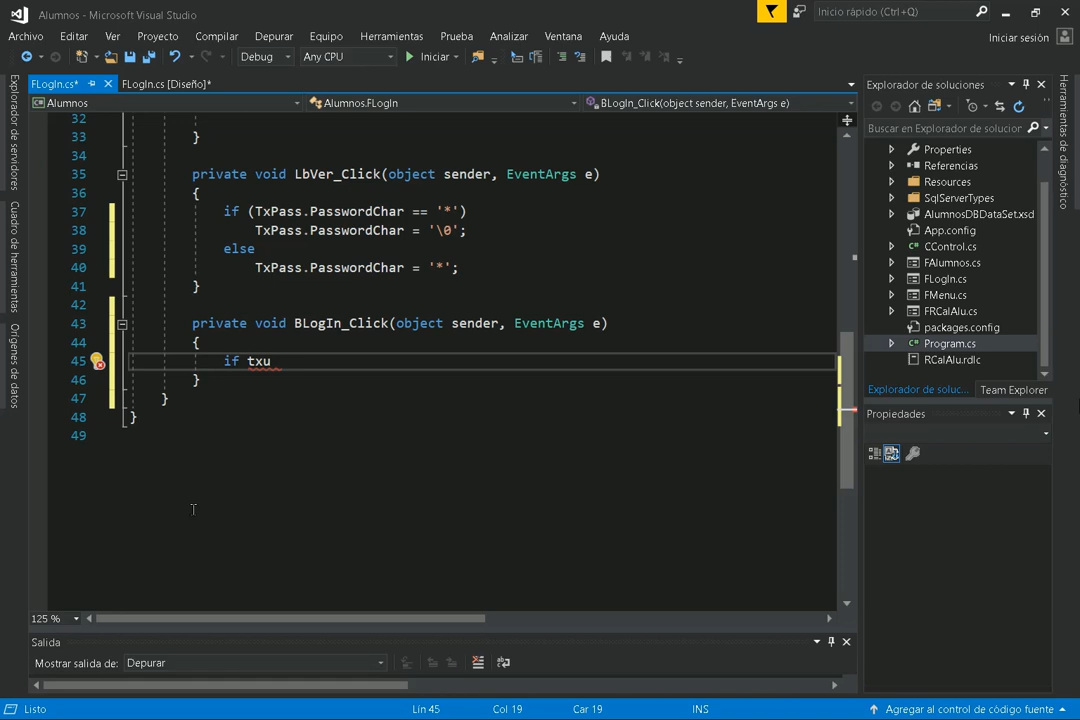 Alumnos - Microsoft Visual Studio
Inicio rápido (Ctrl+Q)
Archivo Editar Ver Proyecto Compilar Depurar Equipo Herramientas Prueba Analizar Ventana Ayuda
Iniciar sesión
Debug Any CPU Iniciar
FLogIn.cs* FLogIn.cs [Diseño]*
Alumnos Alumnos.FLogIn BLogIn_Click(object sender, EventArgs e)
Explorador de servidores
Cuadro de herramientas
Orígenes de datos
32
33 }
34
35 private void LbVer_Click(object sender, EventArgs e)
36 {
37 if (TxPass.PasswordChar == '*')
38 TxPass.PasswordChar = '\0';
39 else
40 TxPass.PasswordChar = '*';
41 }
42
43 private void BLogIn_Click(object sender, EventArgs e)
44 {
45 if txu
46 }
47 }
48 }
49
125 %
Salida
Mostrar salida de: Depurar
Explorador de soluciones
Buscar en Explorador de solucion
Properties
Referencias
Resources
SqlServerTypes
AlumnosDBDataSet.xsd
App.config
C# CControl.cs
FAlumnos.cs
FLogIn.cs
FMenu.cs
FRCalAlu.cs
packages.config
C# Program.cs
RCalAlu.rdlc
Explorador de soluc... Team Explorer
Propiedades
Herramientas de diagnóstico
Listo Lín 45 Col 19 Car 19 INS Agregar al control de código fuente